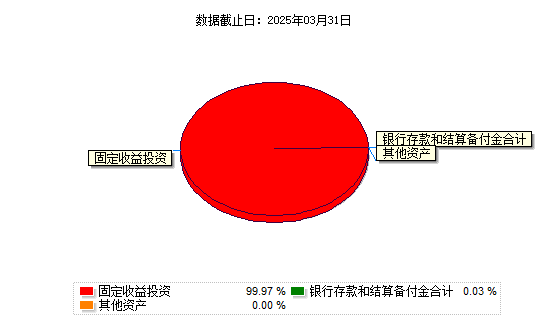 数据截止日：2025年03月31日
银行存款和结算备付金合计
固定收益投资
其他资产
固定收益投资 99.97 % 银行存款和结算备付金合计 0.03 %
其他资产 0.00 %